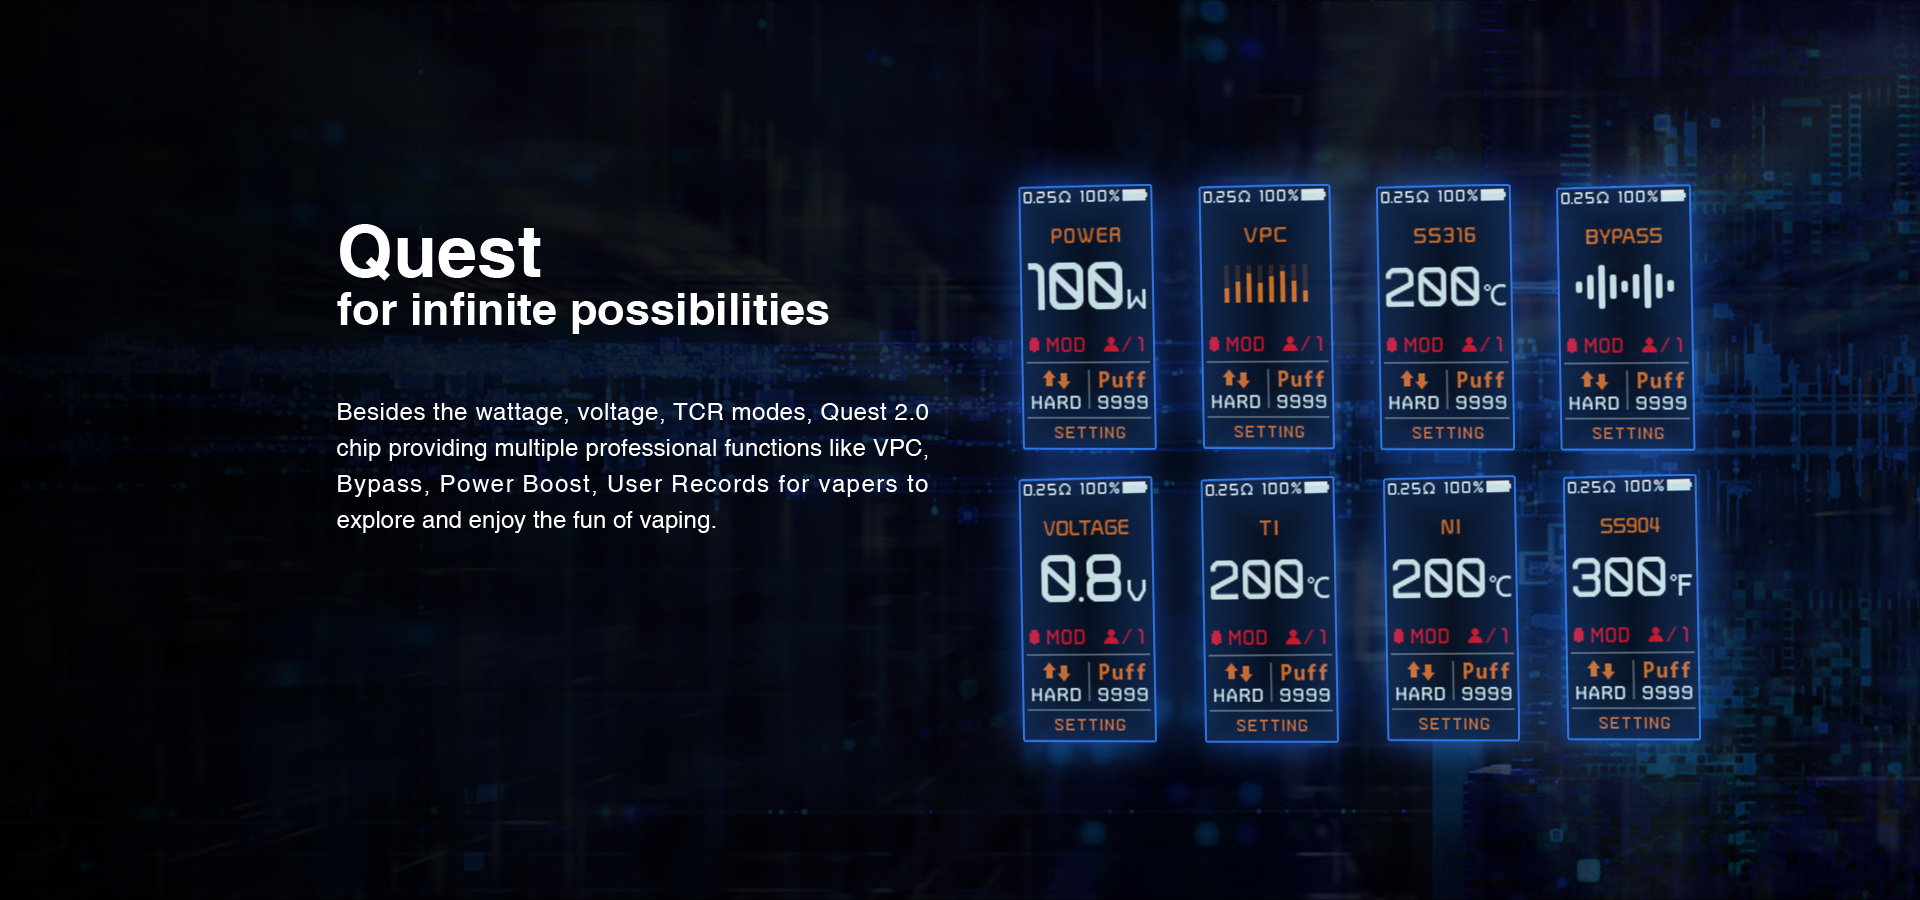 Quest
for infinite possibilities
Besides the wattage, voltage, TCR modes, Quest 2.0
chip providing multiple professional functions like VPC,
Bypass, Power Boost, User Records for vapers to
explore and enjoy the fun of vaping.
0.25Ω 100%
POWER
100W
MOD /1
HARD Puff 9999
SETTING
0.25Ω 100%
VPC
MOD /1
HARD Puff 9999
SETTING
0.25Ω 100%
SS316
200°C
MOD /1
HARD Puff 9999
SETTING
0.25Ω 100%
BYPASS
MOD /1
HARD Puff 9999
SETTING
0.25Ω 100%
VOLTAGE
0.8V
MOD /1
HARD Puff 9999
SETTING
0.25Ω 100%
TI
200°C
MOD /1
HARD Puff 9999
SETTING
0.25Ω 100%
NI
200°C
MOD /1
HARD Puff 9999
SETTING
0.25Ω 100%
SS904
300°F
MOD /1
HARD Puff 9999
SETTING